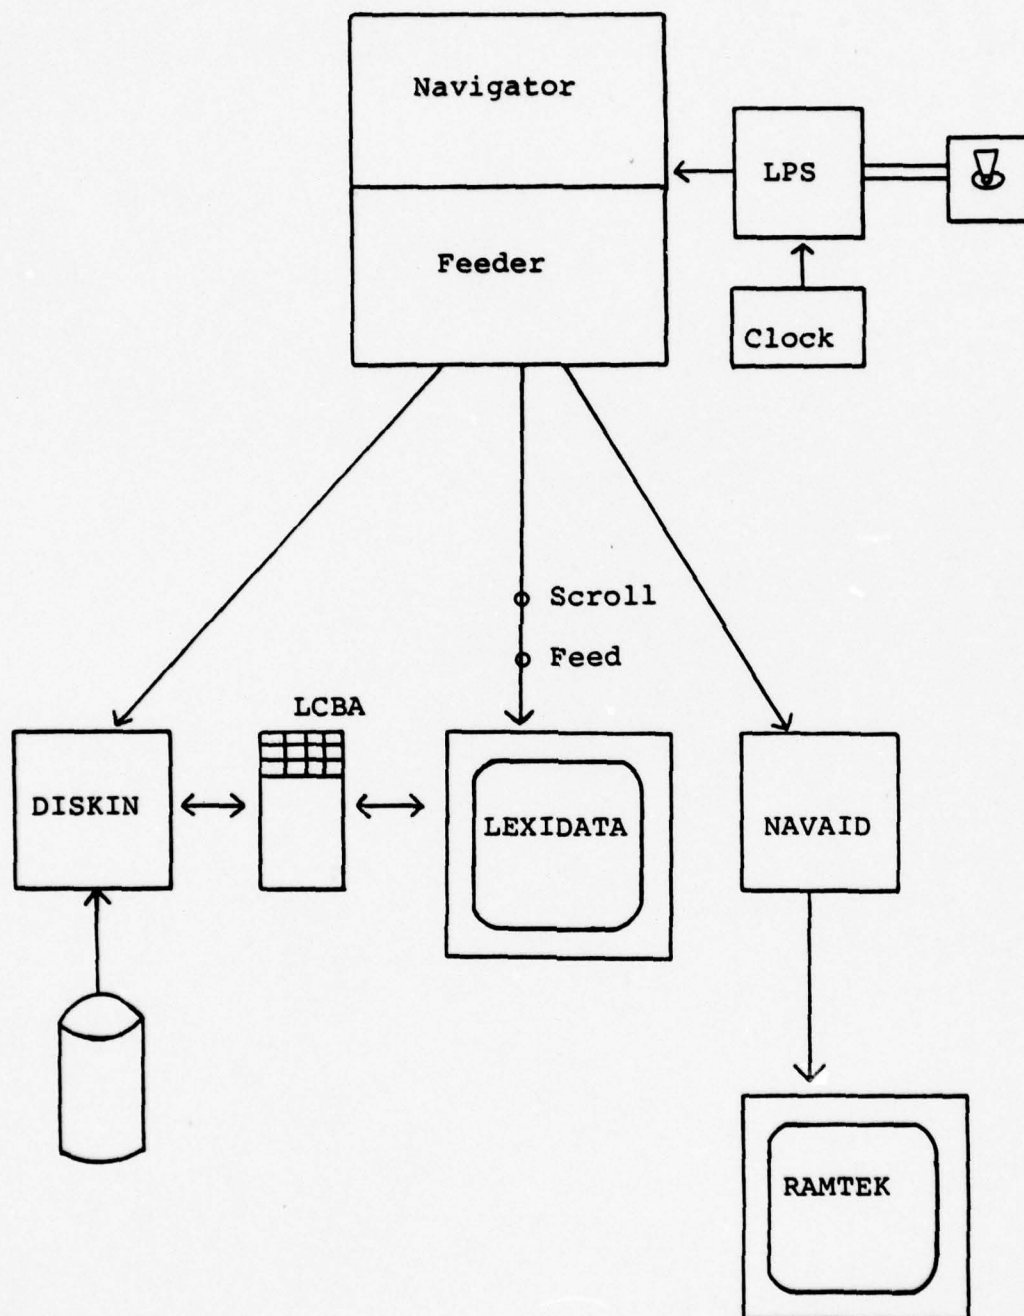 Navigator
LPS
Feeder
Clock
Scroll
Feed
LCBA
DISKIN
LEXIDATA
NAVAID
RAMTEK